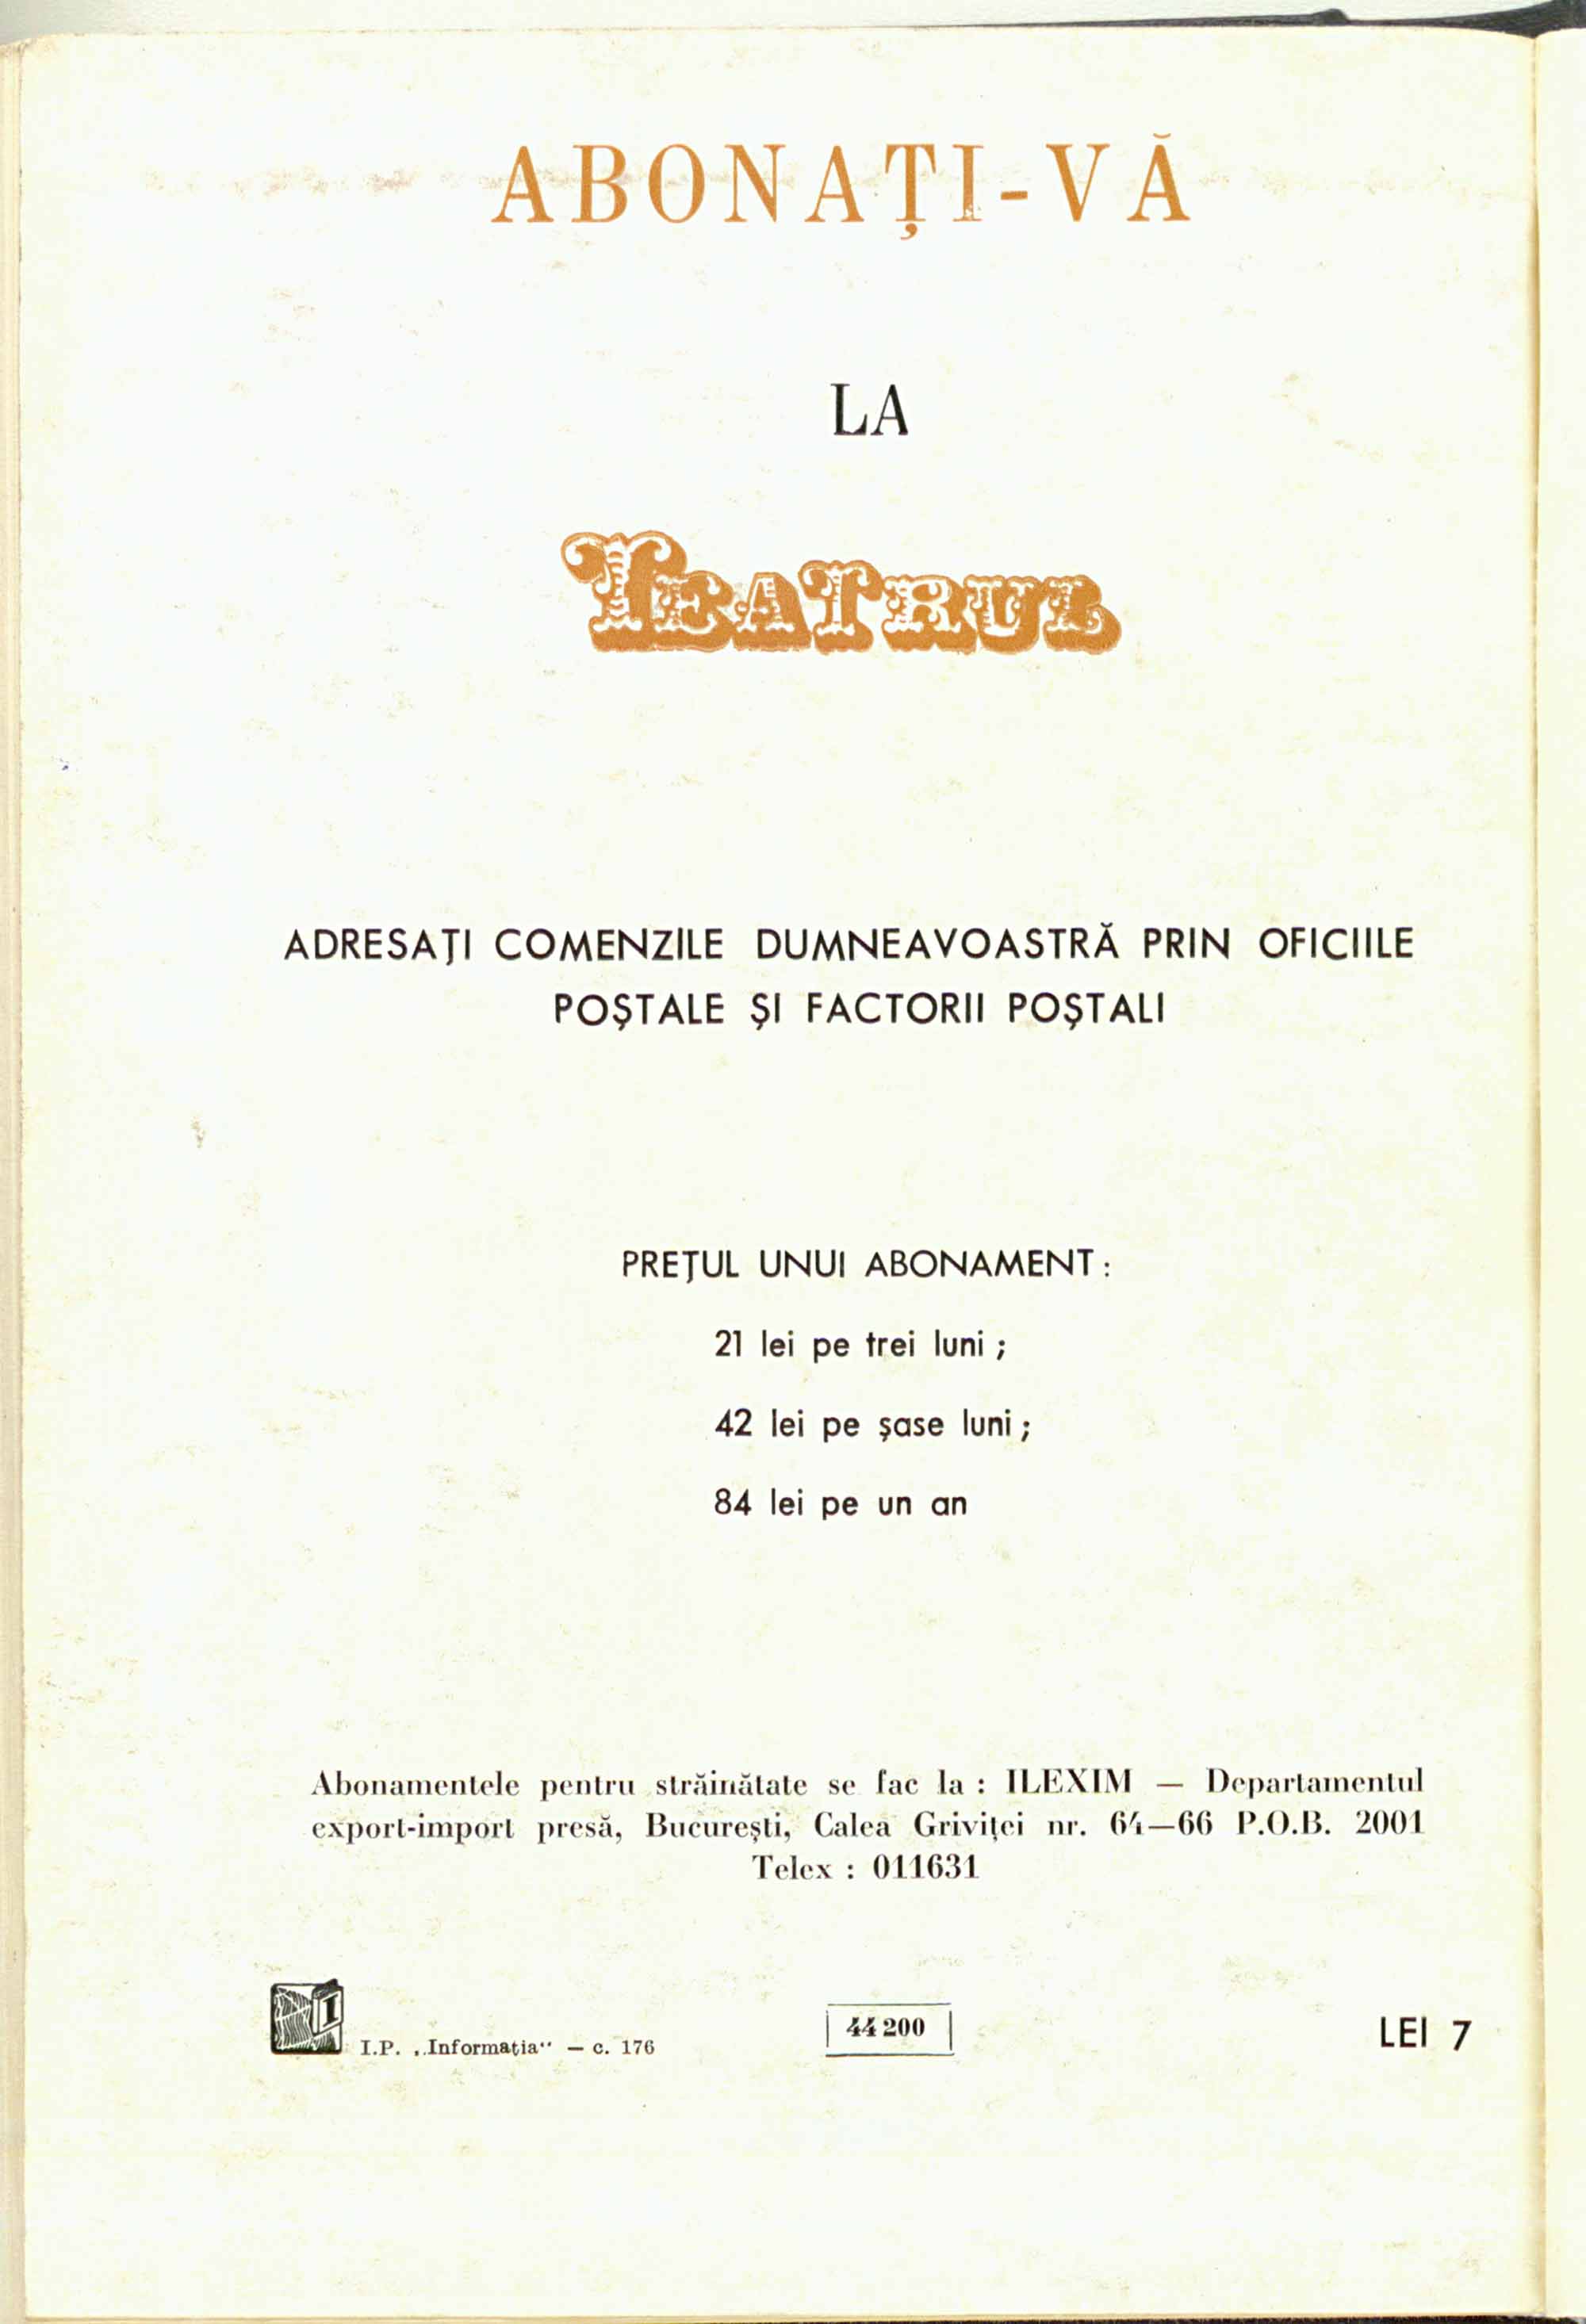 ABONAȚI-VĂ
LA
TEATRUL
ADRESAȚI COMENZILE DUMNEAVOASTRĂ PRIN OFICIILE
POȘTALE ȘI FACTORII POȘTALI
PREȚUL UNUI ABONAMENT:
21 lei pe trei luni ;
42 lei pe șase luni ;
84 lei pe un an
Abonamentele pentru străinătate se fac la : ILEXIM — Departamentul
export-import presă, București, Calea Griviței nr. 64—66 P.O.B. 2001
Telex : 011631
I
I.P. „Informația“ — c. 176
44 200
LEI 7